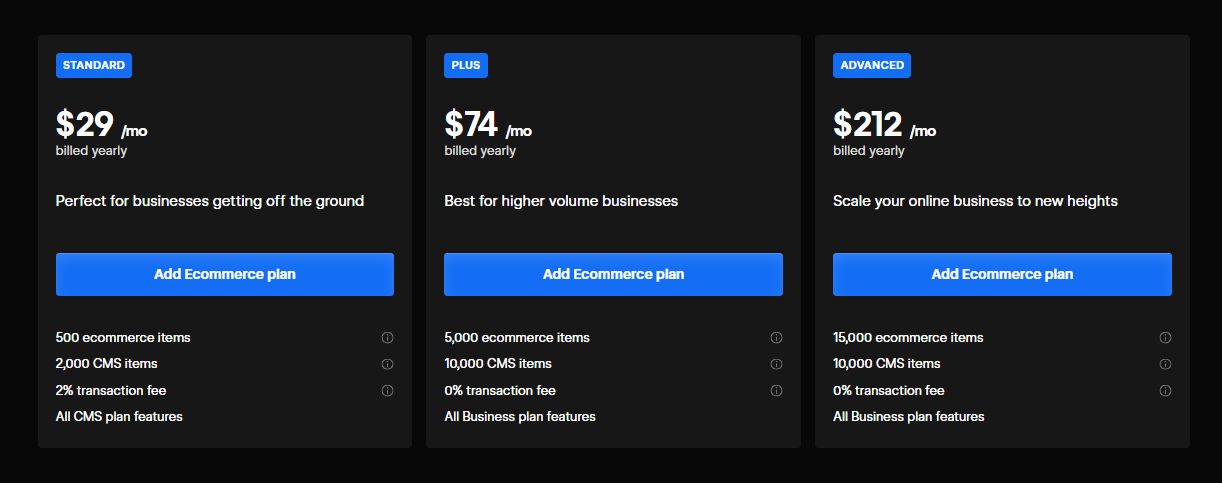 STANDARD
$29 /mo
billed yearly
Perfect for businesses getting off the ground
Add Ecommerce plan
500 ecommerce items
2,000 CMS items
2% transaction fee
All CMS plan features
PLUS
$74 /mo
billed yearly
Best for higher volume businesses
Add Ecommerce plan
5,000 ecommerce items
10,000 CMS items
0% transaction fee
All Business plan features
ADVANCED
$212 /mo
billed yearly
Scale your online business to new heights
Add Ecommerce plan
15,000 ecommerce items
10,000 CMS items
0% transaction fee
All Business plan features